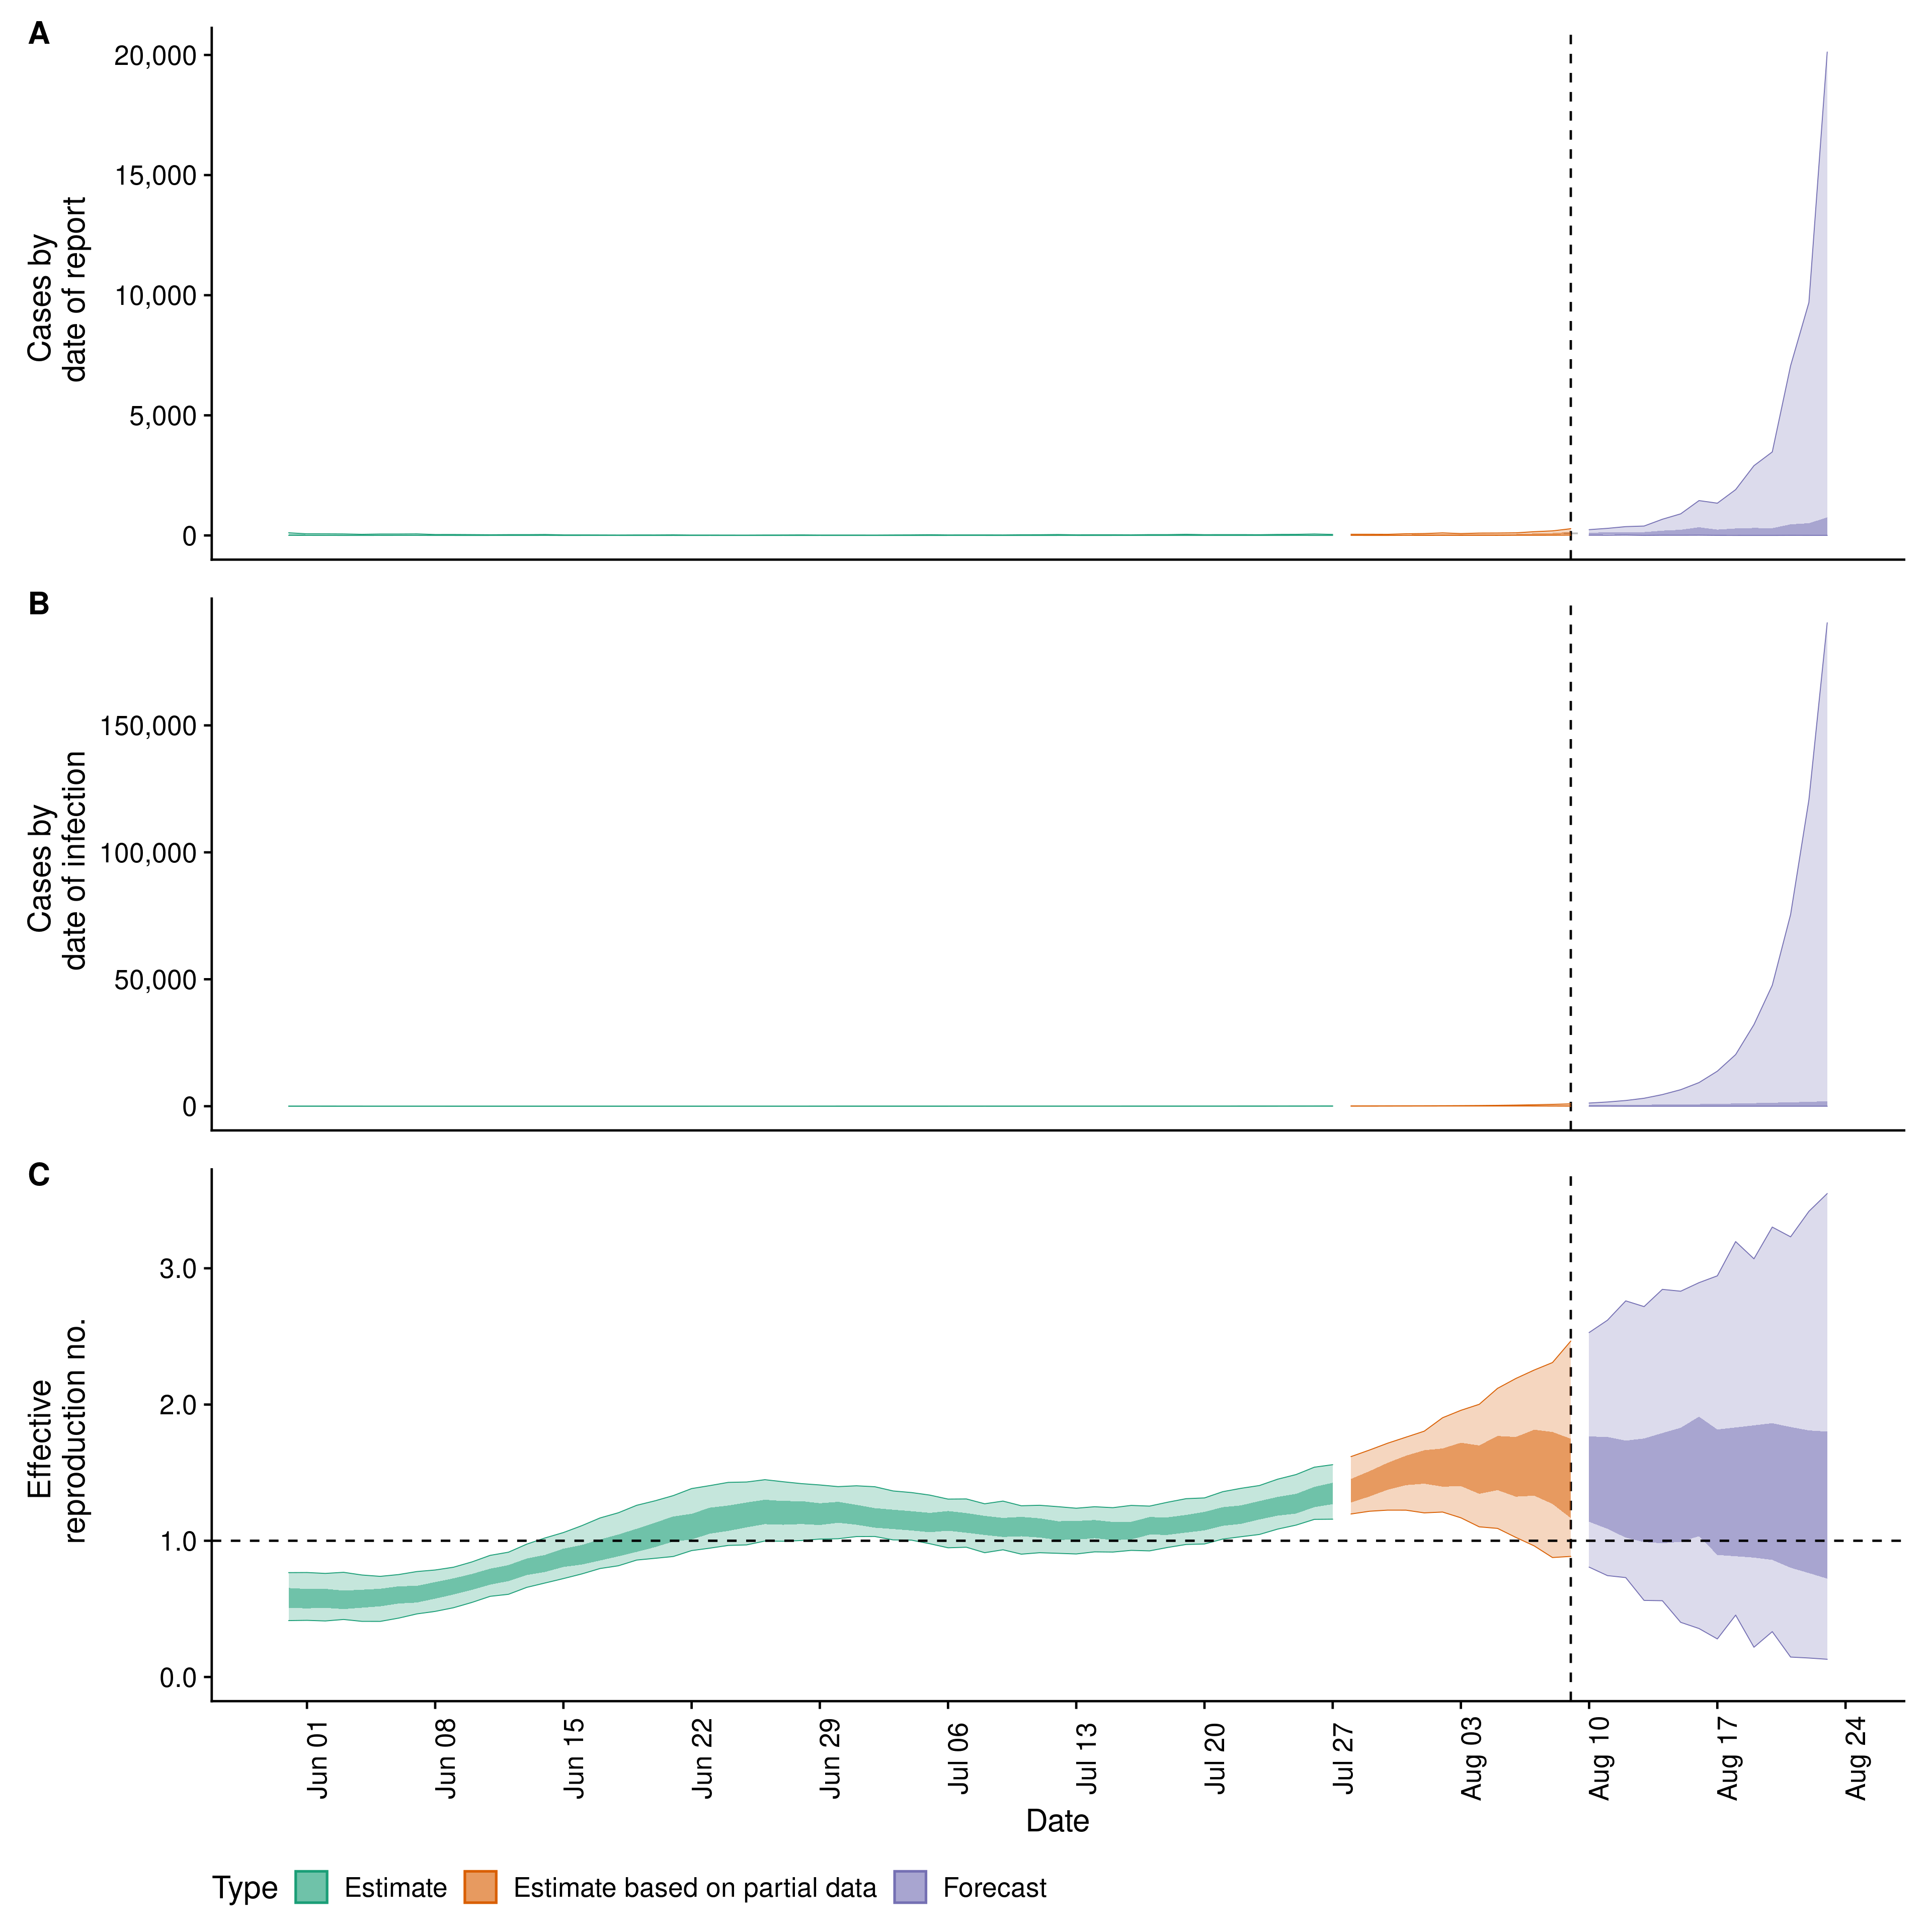 A
20,000
15,000
10,000
5,000
0
Cases by
date of report
B
150,000
100,000
50,000
0
Cases by
date of infection
C
3.0
2.0
1.0
0.0
Effective
reproduction no.
Jun 01
Jun 08
Jun 15
Jun 22
Jun 29
Jul 06
Jul 13
Jul 20
Jul 27
Aug 03
Aug 10
Aug 17
Aug 24
Date
Type Estimate Estimate based on partial data Forecast